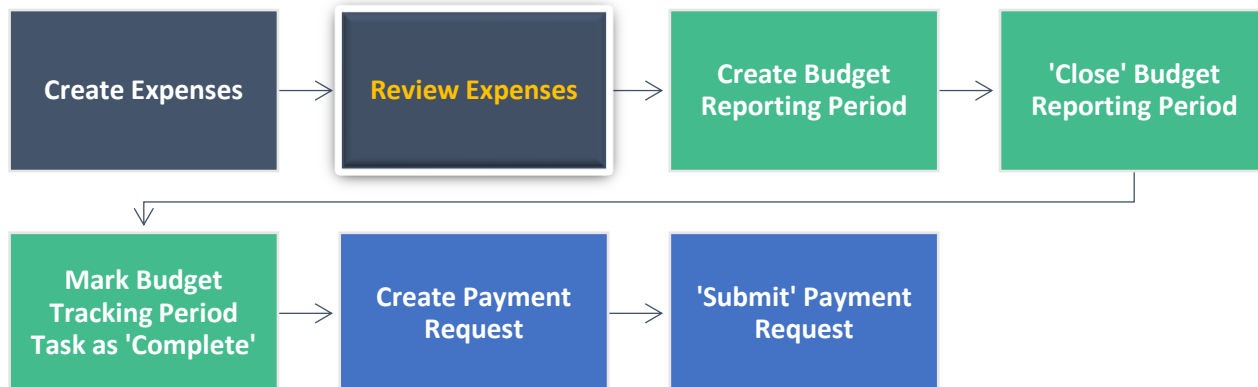 Create Expenses
Review Expenses
Create Budget
Reporting Period
'Close' Budget
Reporting Period
Mark Budget
Tracking Period
Task as 'Complete'
Create Payment
Request
'Submit' Payment
Request